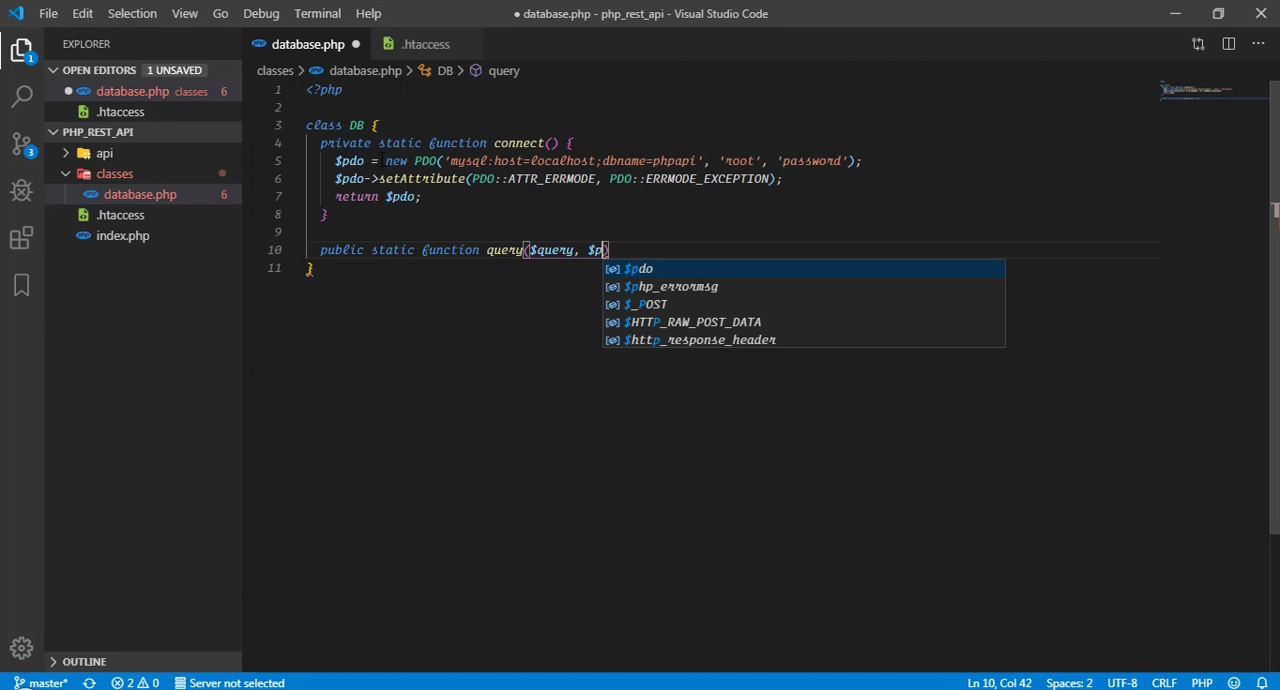 File Edit Selection View Go Debug Terminal Help
● database.php - php_rest_api - Visual Studio Code
EXPLORER
OPEN EDITORS 1 UNSAVED
database.php classes 6
.htaccess
PHP_REST_API
api
classes
database.php 6
.htaccess
index.php
OUTLINE
database.php ● .htaccess
classes > database.php > DB > query
1 <?php
2
3 class DB {
4 private static function connect() {
5 $pdo = new PDO('mysql:host=localhost;dbname=phpapi', 'root', 'password');
6 $pdo->setAttribute(PDO::ATTR_ERRMODE, PDO::ERRMODE_EXCEPTION);
7 return $pdo;
8 }
9
10 public static function query($query, $p)
11 }
$pdo
$php_errormsg
$_POST
$HTTP_RAW_POST_DATA
$http_response_header
1
3
master* 2 0 Server not selected Ln 10, Col 42 Spaces: 2 UTF-8 CRLF PHP